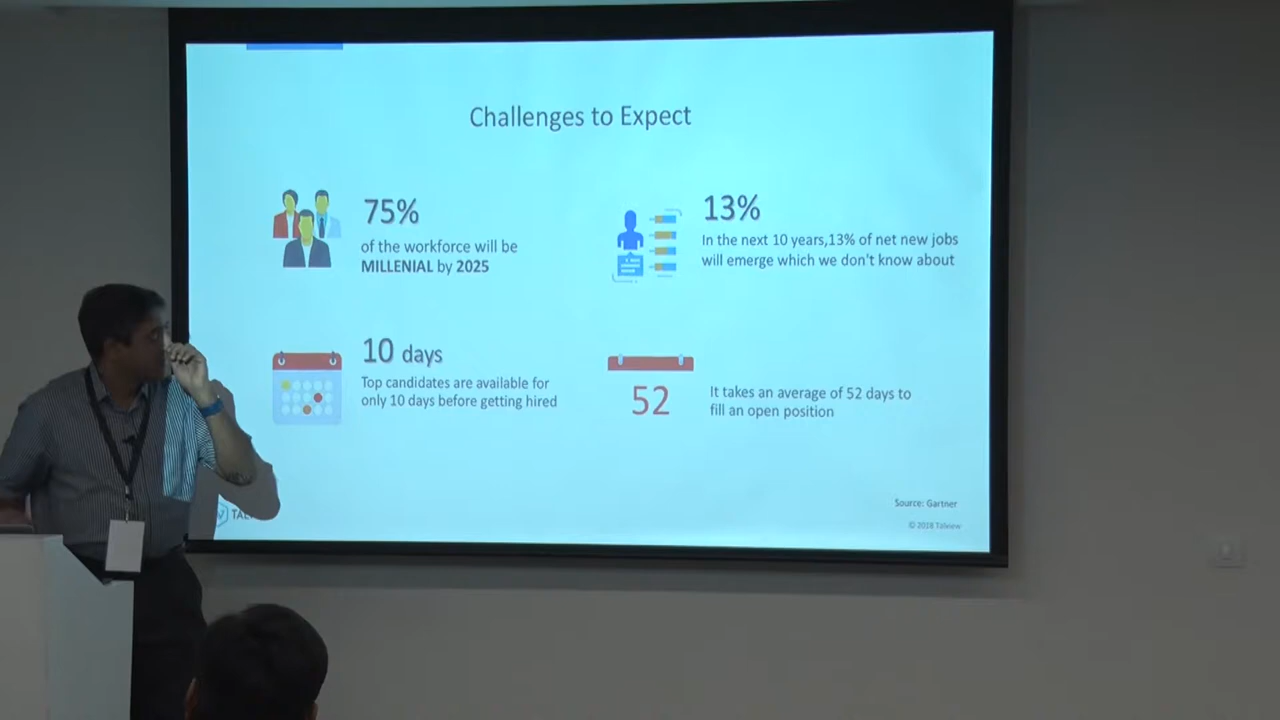 Challenges to Expect
75%
of the workforce will be
MILLENIAL by 2025
13%
In the next 10 years,13% of net new jobs
will emerge which we don't know about
10 days
Top candidates are available for
only 10 days before getting hired
52
It takes an average of 52 days to
fill an open position
Source: Gartner
© 2018 Talview